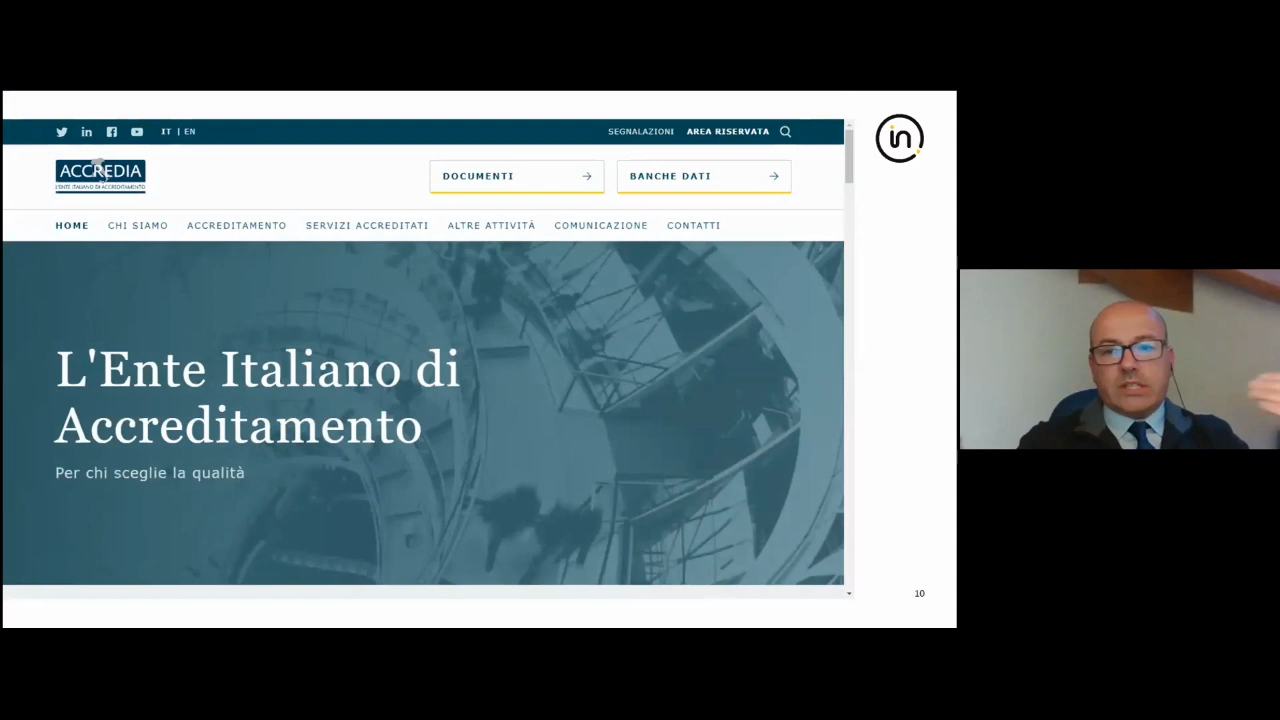 IT | EN
SEGNALAZIONI
AREA RISERVATA
in
ACCREDIA
L'ENTE ITALIANO DI ACCREDITAMENTO
DOCUMENTI
BANCHE DATI
HOME CHI SIAMO ACCREDITAMENTO SERVIZI ACCREDITATI ALTRE ATTIVITÀ COMUNICAZIONE CONTATTI
L'Ente Italiano di
Accreditamento
Per chi sceglie la qualità
10